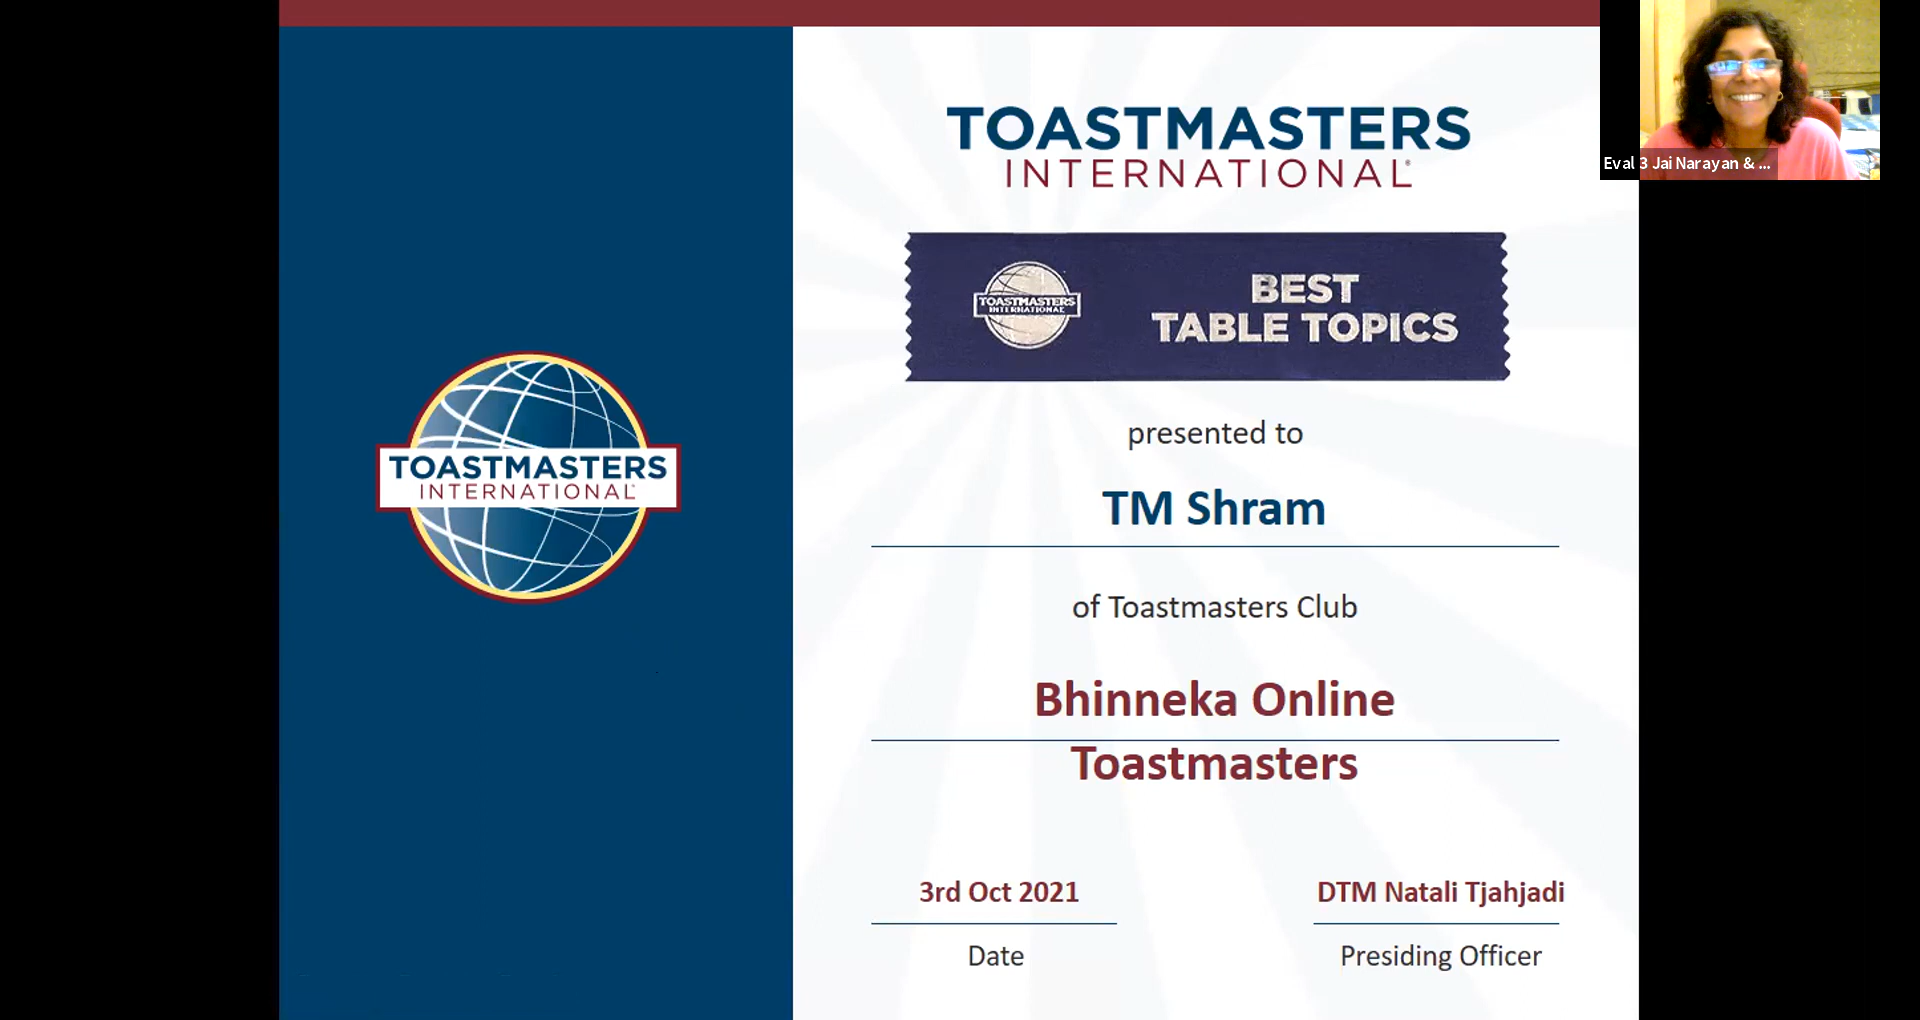 TOASTMASTERS
INTERNATIONAL
TOASTMASTERS
INTERNATIONAL
BEST
TABLE TOPICS
presented to
TM Shram
of Toastmasters Club
Bhinneka Online
Toastmasters
3rd Oct 2021
Date
DTM Natali Tjahjadi
Presiding Officer
TOASTMASTERS
INTERNATIONAL
Eval 3 Jai Narayan & ...